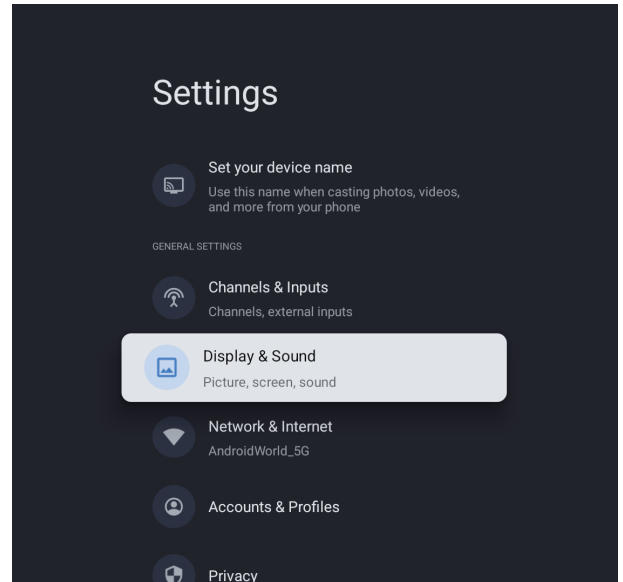 Settings
Set your device name
Use this name when casting photos, videos,
and more from your phone
GENERAL SETTINGS
Channels & Inputs
Channels, external inputs
Display & Sound
Picture, screen, sound
Network & Internet
AndroidWorld_5G
Accounts & Profiles
Privacy